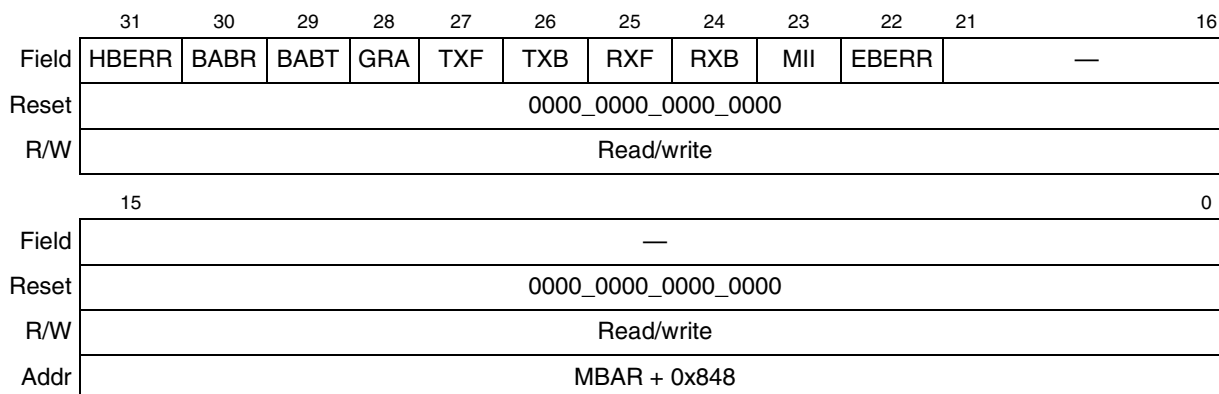 31 30 29 28 27 26 25 24 23 22 21 16
Field HBERR BABR BABT GRA TXF TXB RXF RXB MII EBERR —
Reset 0000_0000_0000_0000
R/W Read/write
15 0
Field —
Reset 0000_0000_0000_0000
R/W Read/write
Addr MBAR + 0x848